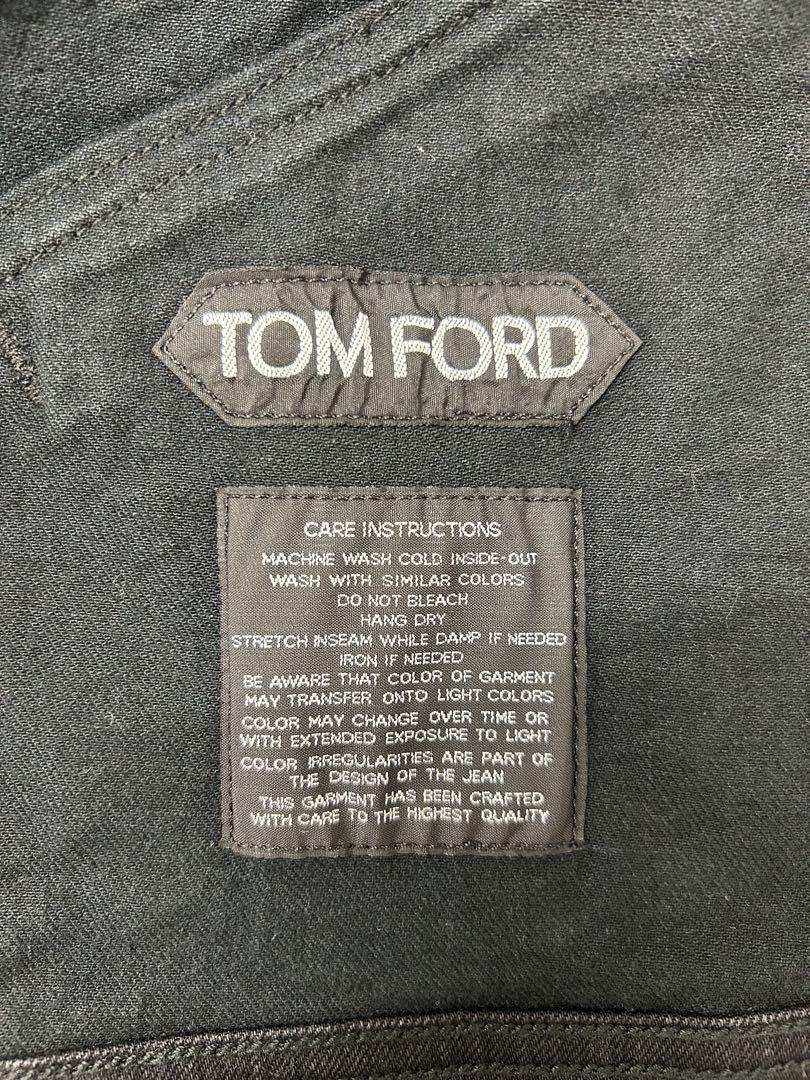 TOM FORD
CARE INSTRUCTIONS
MACHINE WASH COLD INSIDE-OUT
WASH WITH SIMILAR COLORS
DO NOT BLEACH
HANG DRY
STRETCH INSEAM WHILE DAMP IF NEEDED
IRON IF NEEDED
BE AWARE THAT COLOR OF GARMENT
MAY TRANSFER ONTO LIGHT COLORS
COLOR MAY CHANGE OVER TIME OR
WITH EXTENDED EXPOSURE TO LIGHT
COLOR IRREGULARITIES ARE PART OF
THE DESIGN OF THE JEAN
THIS GARMENT HAS BEEN CRAFTED
WITH CARE TO THE HIGHEST QUALITY